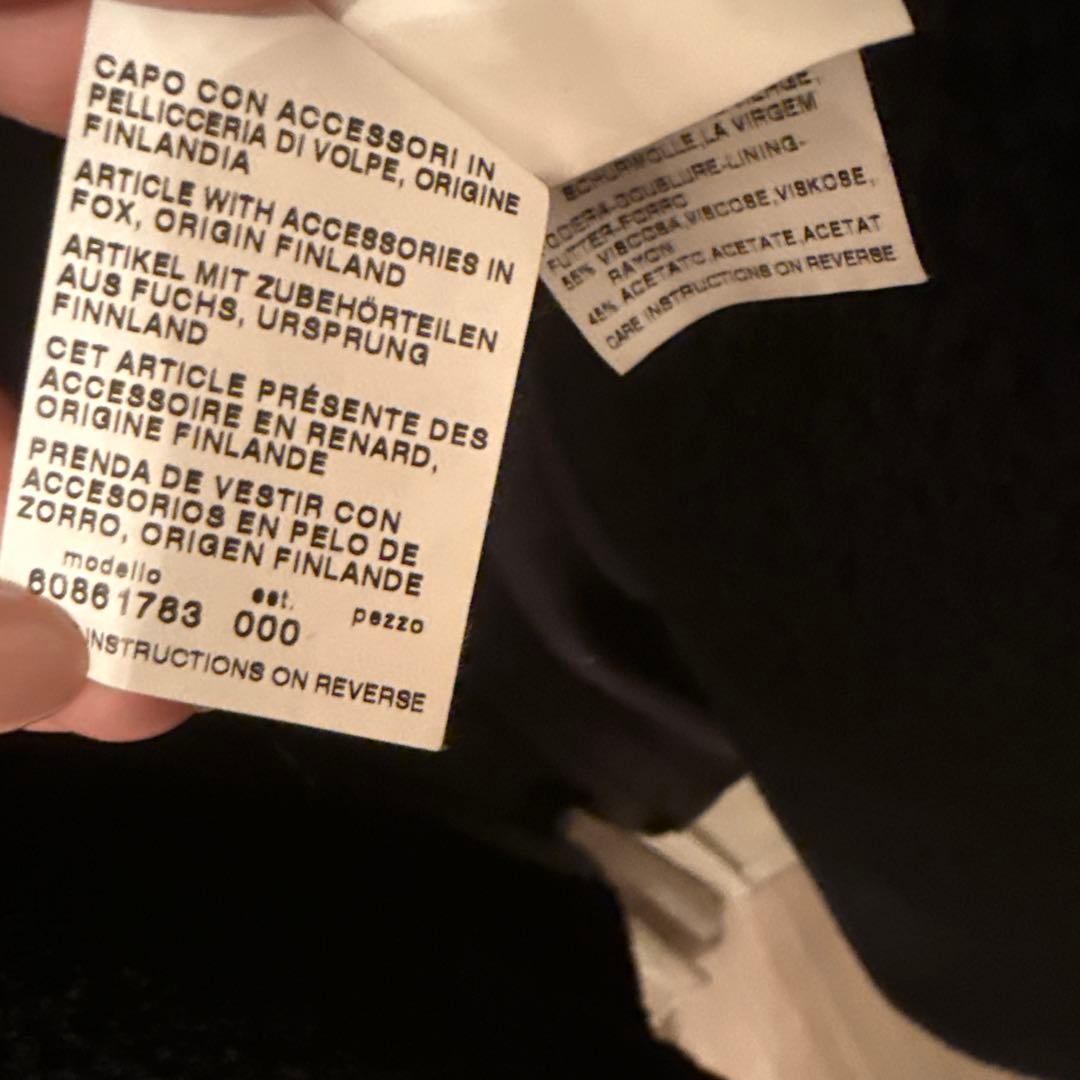 CAPO CON ACCESSORI IN
PELLICCERIA DI VOLPE, ORIGINE
FINLANDIA
ARTICLE WITH ACCESSORIES IN
FOX, ORIGIN FINLAND
ARTIKEL MIT ZUBEHÖRTEILEN
AUS FUCHS, URSPRUNG
FINNLAND
CET ARTICLE PRÉSENTE DES
ACCESSOIRE EN RENARD,
ORIGINE FINLANDE
PRENDA DE VESTIR CON
ACCESORIOS EN PELO DE
ZORRO, ORIGEN FINLANDE
modello est. pezzo
60861783 000
INSTRUCTIONS ON REVERSE
SCHURWOLLE,LA VIRGEM
FODERA-DOUBLURE-LINING-
FUTTER-FORRO
55% VISCOSA,VISCOSE,VISKOSE,
RAYON
45% ACETATO,ACETATE,ACETAT
CARE INSTRUCTIONS ON REVERSE